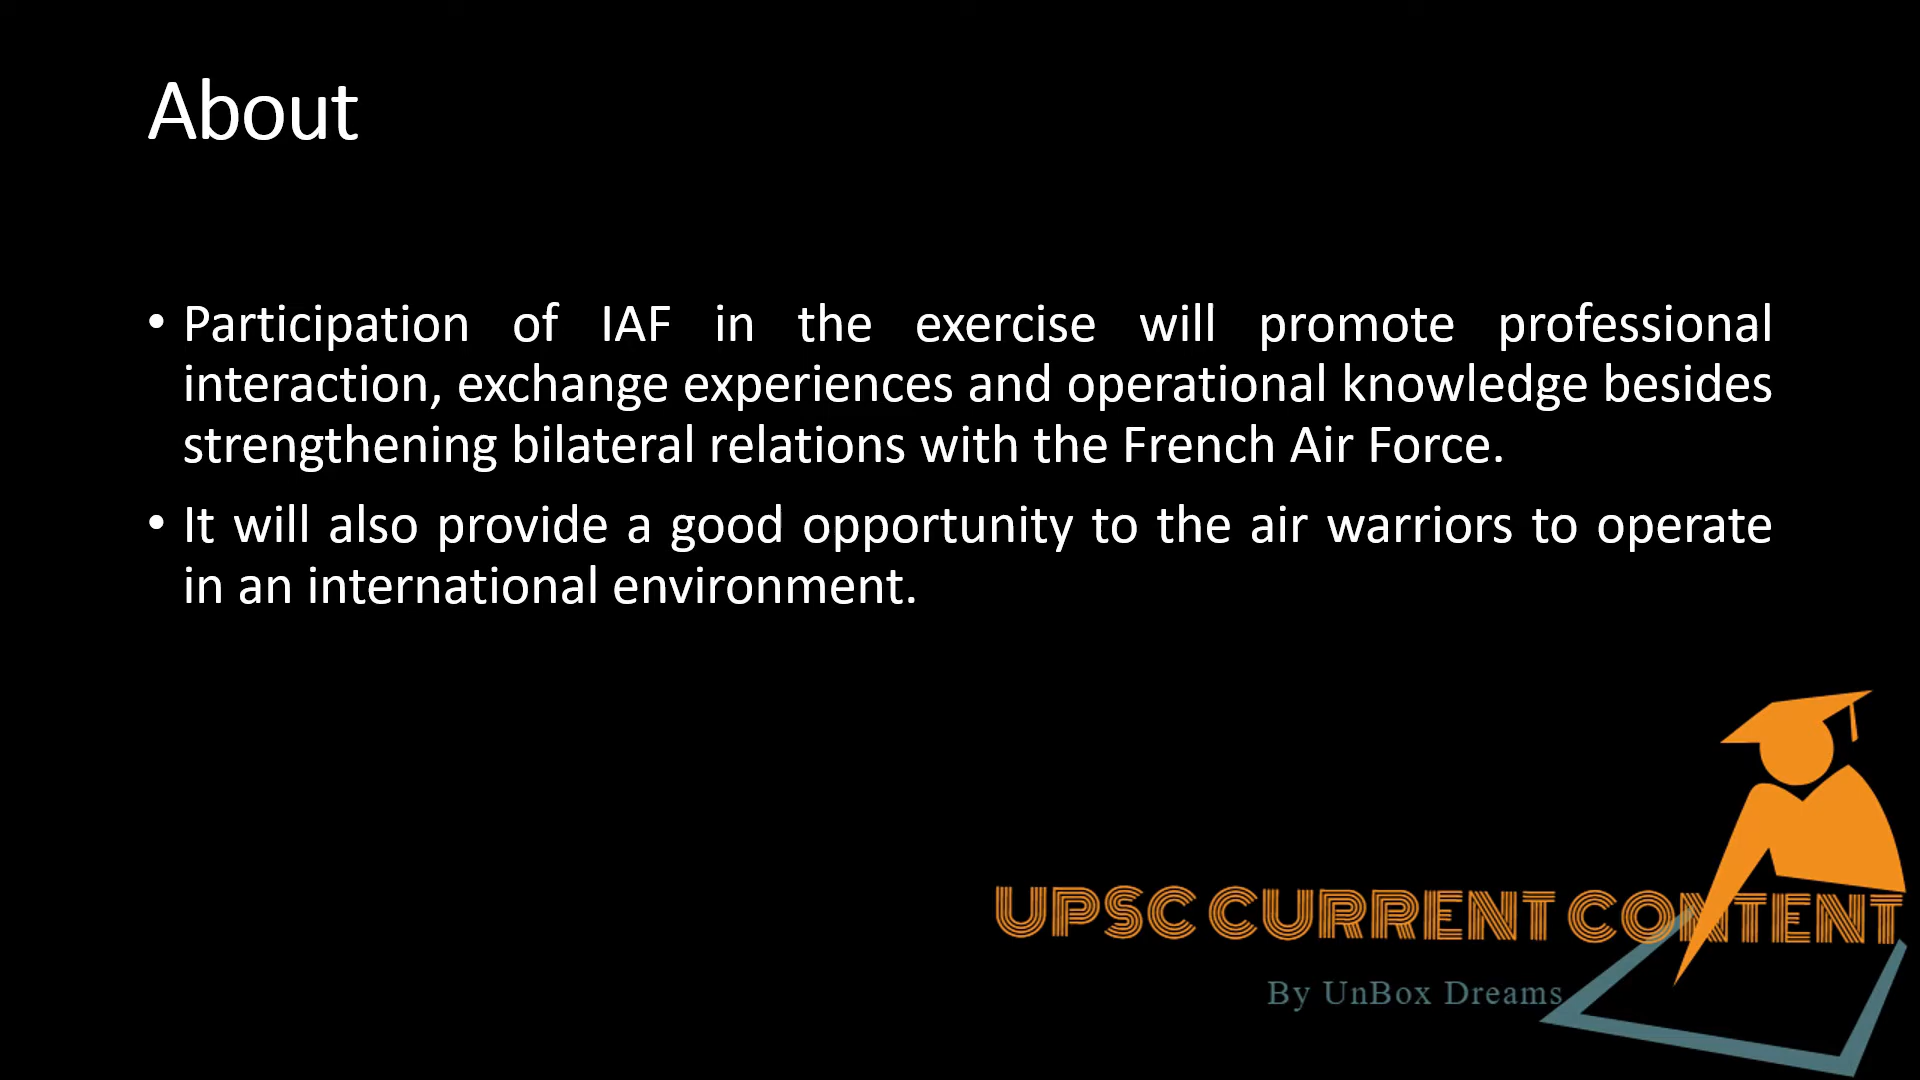 About
• Participation of IAF in the exercise will promote professional
interaction, exchange experiences and operational knowledge besides
strengthening bilateral relations with the French Air Force.
• It will also provide a good opportunity to the air warriors to operate
in an international environment.
UPSC CURRENT CONTENT
By UnBox Dreams